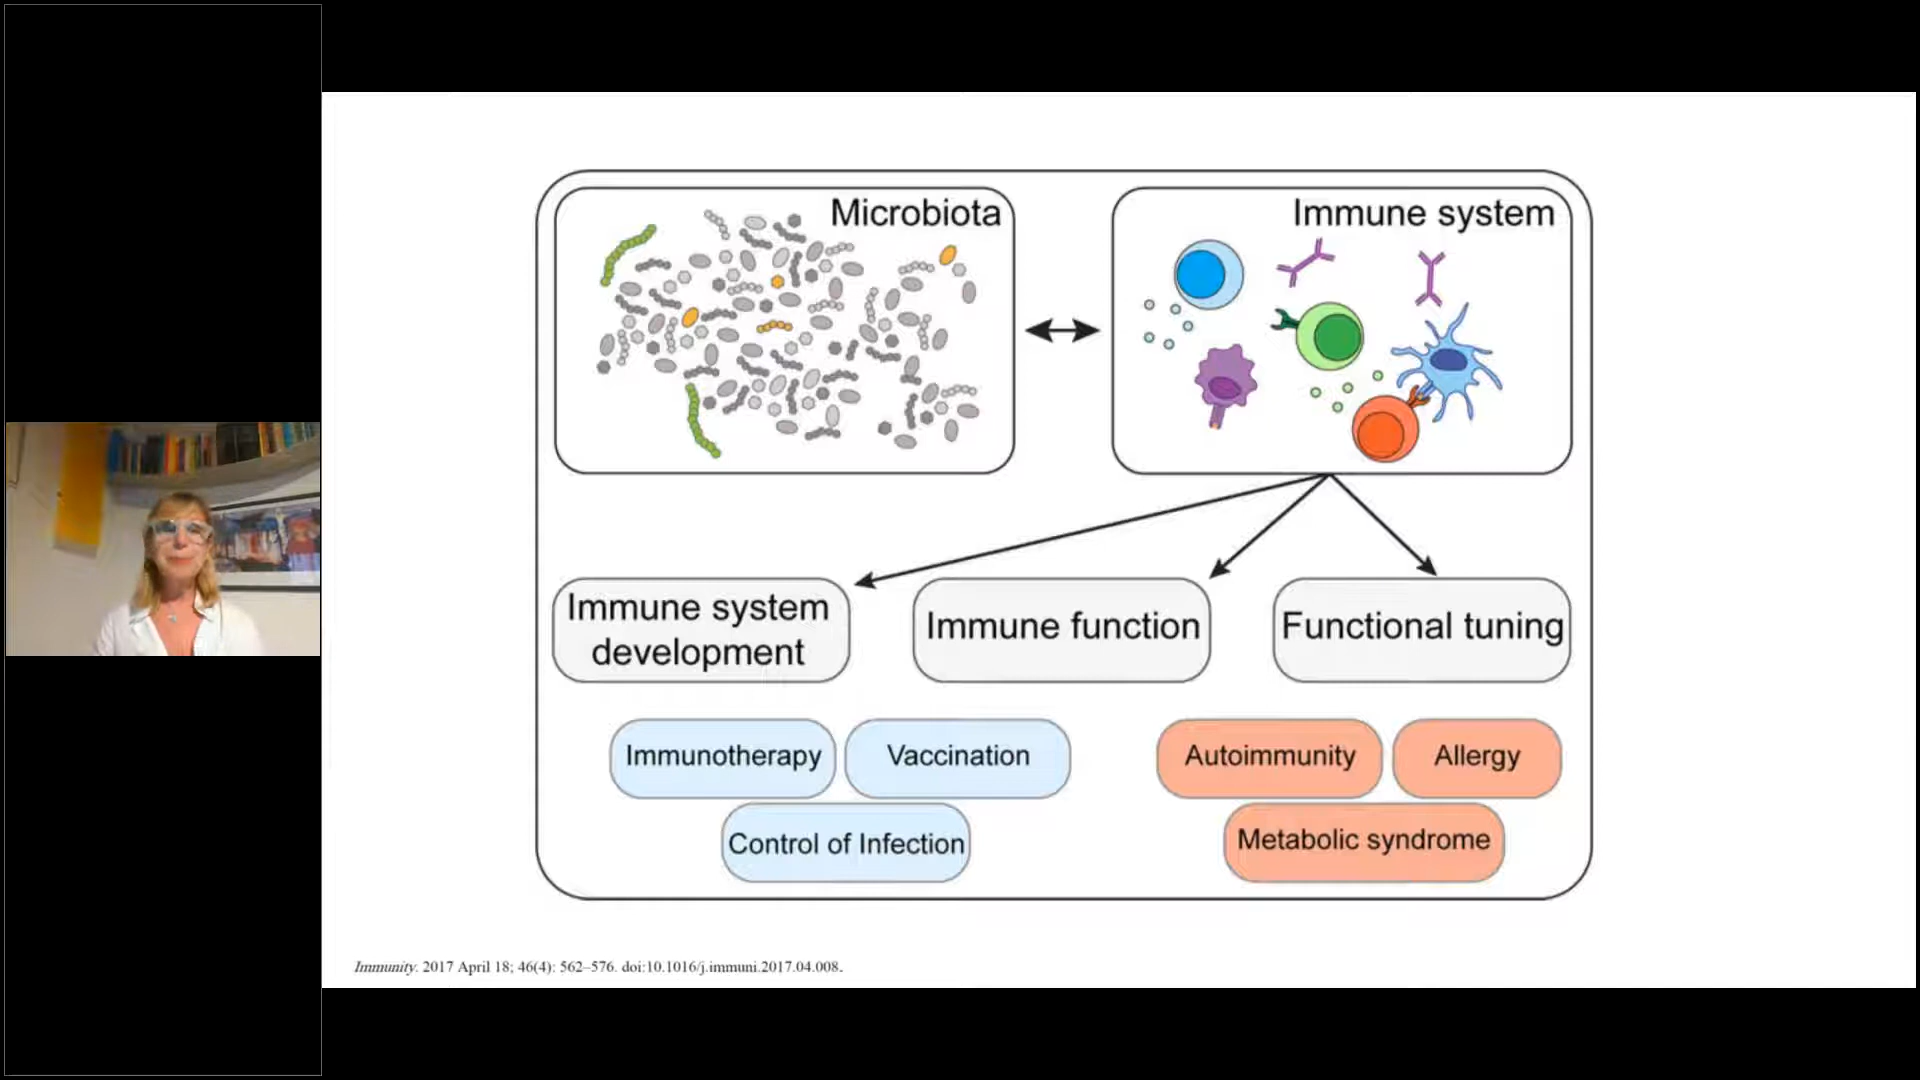 Microbiota
Immune system
Immune system
development
Immune function
Functional tuning
Immunotherapy
Vaccination
Autoimmunity
Allergy
Control of Infection
Metabolic syndrome
Immunity. 2017 April 18; 46(4): 562–576. doi:10.1016/j.immuni.2017.04.008.